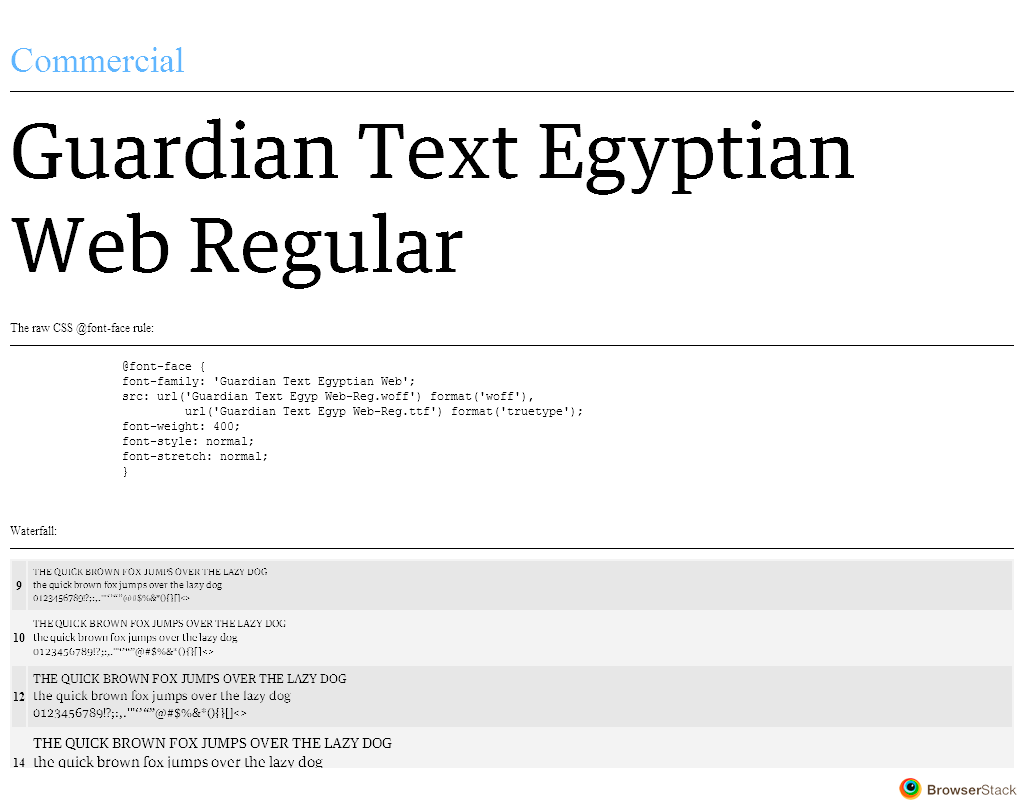 Commercial
Guardian Text Egyptian
Web Regular
The raw CSS @font-face rule:
@font-face {
font-family: 'Guardian Text Egyptian Web';
src: url('Guardian Text Egyp Web-Reg.woff') format('woff'),
url('Guardian Text Egyp Web-Reg.ttf') format('truetype');
font-weight: 400;
font-style: normal;
font-stretch: normal;
}
Waterfall:
THE QUICK BROWN FOX JUMPS OVER THE LAZY DOG
9 the quick brown fox jumps over the lazy dog
0123456789!?;:,.'"‘’“”@#$%&*(){}[]<>
THE QUICK BROWN FOX JUMPS OVER THE LAZY DOG
10 the quick brown fox jumps over the lazy dog
0123456789!?;:,.'"‘’“”@#$%&*(){}[]<>
THE QUICK BROWN FOX JUMPS OVER THE LAZY DOG
12 the quick brown fox jumps over the lazy dog
0123456789!?;:,.'"‘’“”@#$%&*(){}[]<>
THE QUICK BROWN FOX JUMPS OVER THE LAZY DOG
14 the quick brown fox jumps over the lazy dog
BrowserStack